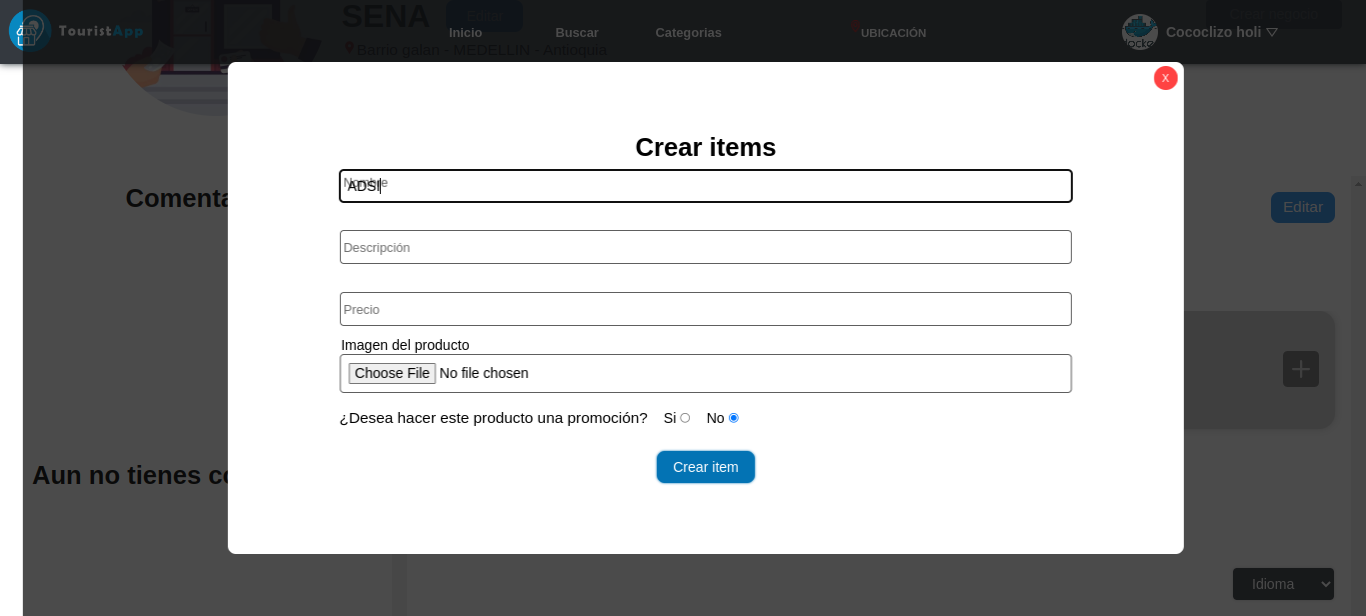 SENA
Editar
TouristApp
Inicio
Buscar
Categorias
UBICACIÓN
Cococlizo holi
Barrio galan - MEDELLIN - Antioquia
X
Crear items
Nombre
ADSI
Comenta
Editar
Descripción
Precio
Imagen del producto
Choose File No file chosen
¿Desea hacer este producto una promoción? Si No
Crear item
Aun no tienes co
Idioma